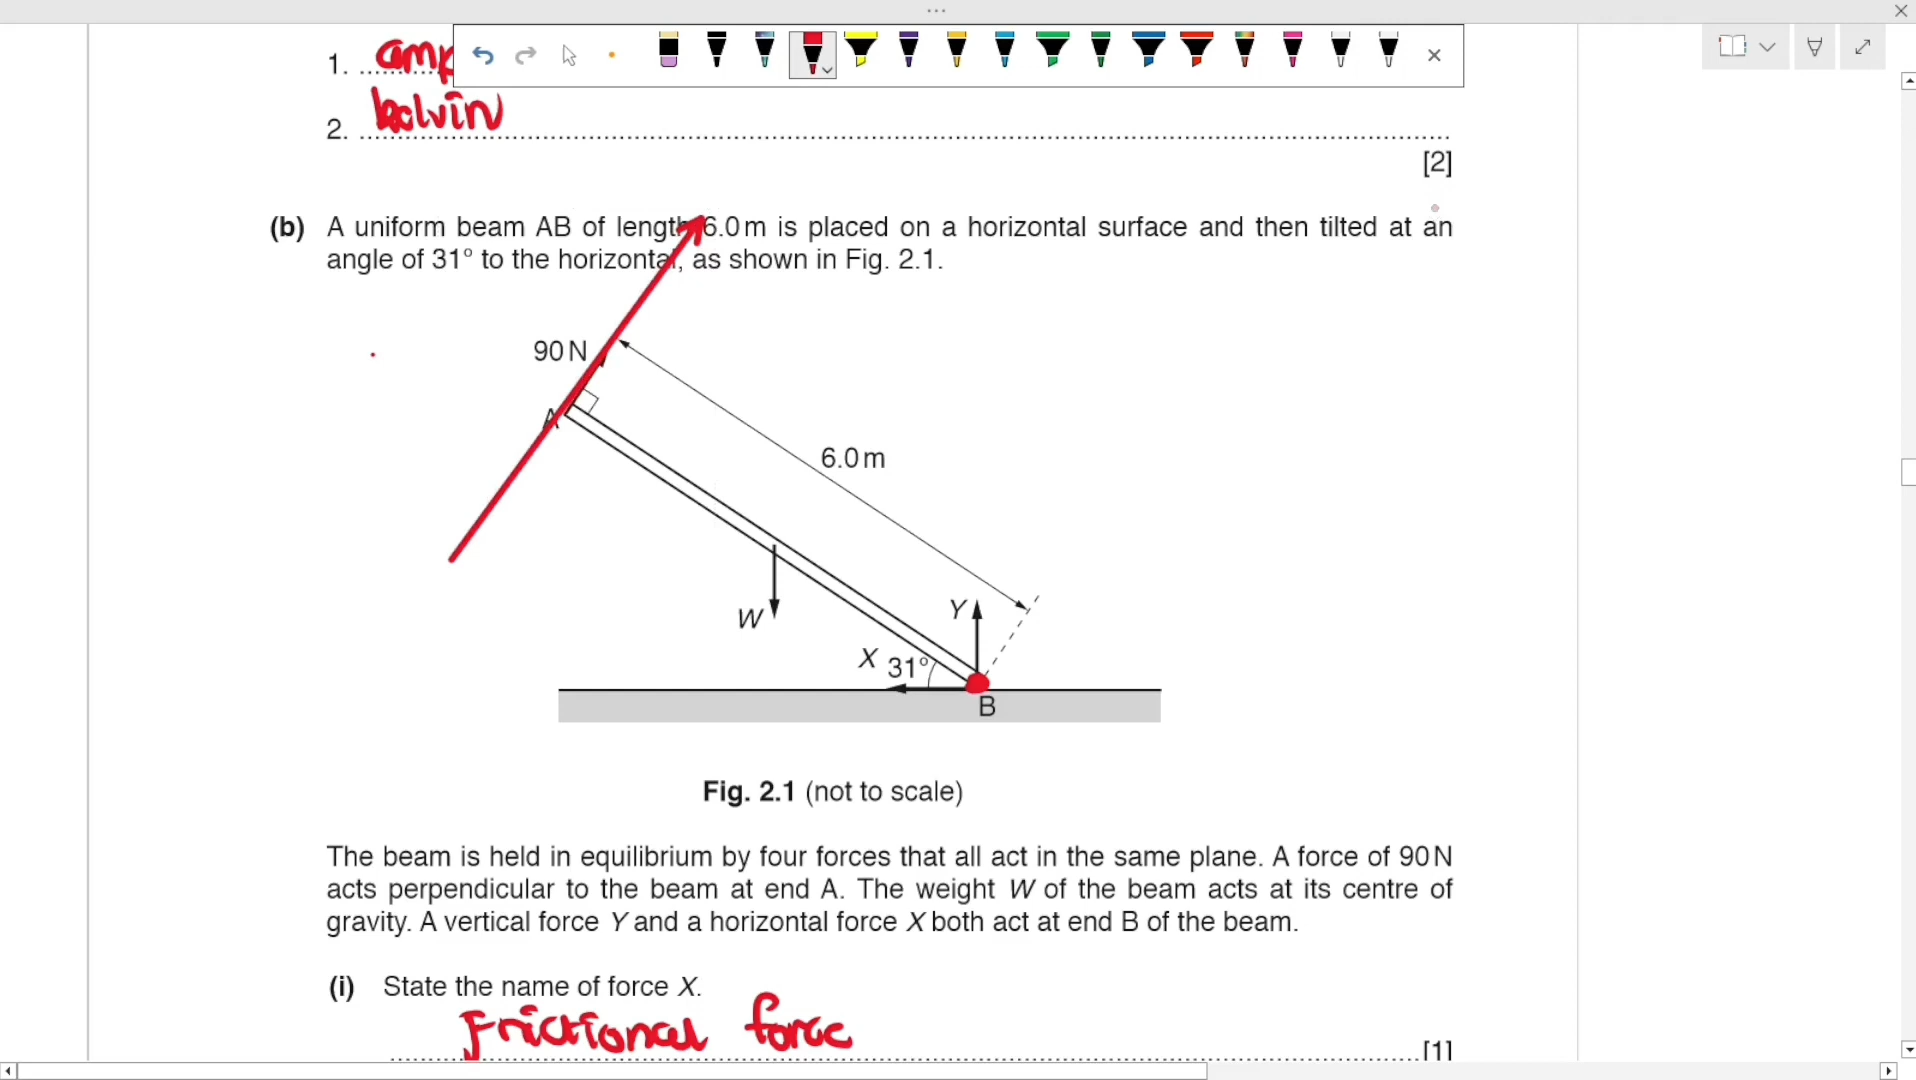 1. amp
kelvin
2.
[2]
(b) A uniform beam AB of length 6.0 m is placed on a horizontal surface and then tilted at an
angle of 31° to the horizontal, as shown in Fig. 2.1.
90 N
A
6.0 m
W
Y
X 31°
B
Fig. 2.1 (not to scale)
The beam is held in equilibrium by four forces that all act in the same plane. A force of 90 N
acts perpendicular to the beam at end A. The weight W of the beam acts at its centre of
gravity. A vertical force Y and a horizontal force X both act at end B of the beam.
(i) State the name of force X.
Frictional force
[1]